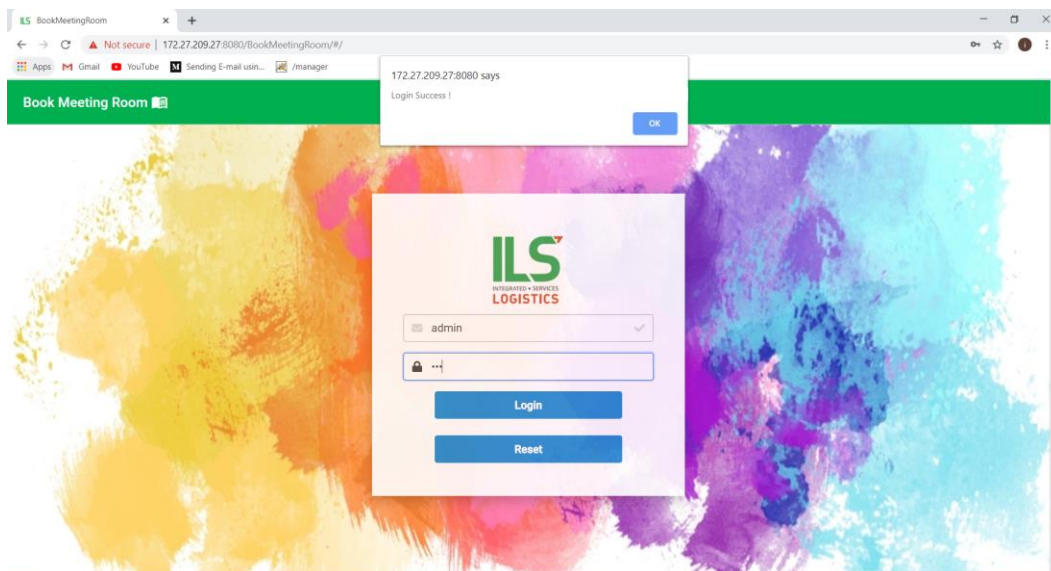 ILS BookMeetingRoom
Not secure | 172.27.209.27:8080/BookMeetingRoom/#/
Apps Gmail YouTube Sending E-mail usin... /manager
172.27.209.27:8080 says
Login Success !
OK
Book Meeting Room
ILS
INTEGRATED • SERVICES
LOGISTICS
admin
Login
Reset